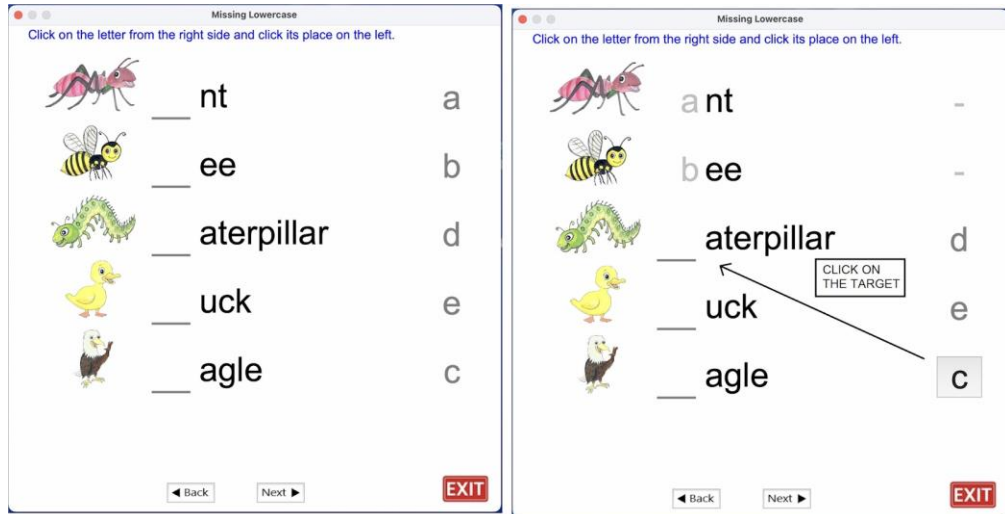 Missing Lowercase
Click on the letter from the right side and click its place on the left.
__ nt a
__ ee b
__ aterpillar d
__ uck e
__ agle c
◀ Back Next ▶ EXIT
Missing Lowercase
Click on the letter from the right side and click its place on the left.
a nt -
b ee -
__ aterpillar d
CLICK ON
THE TARGET
__ uck e
__ agle c
◀ Back Next ▶ EXIT